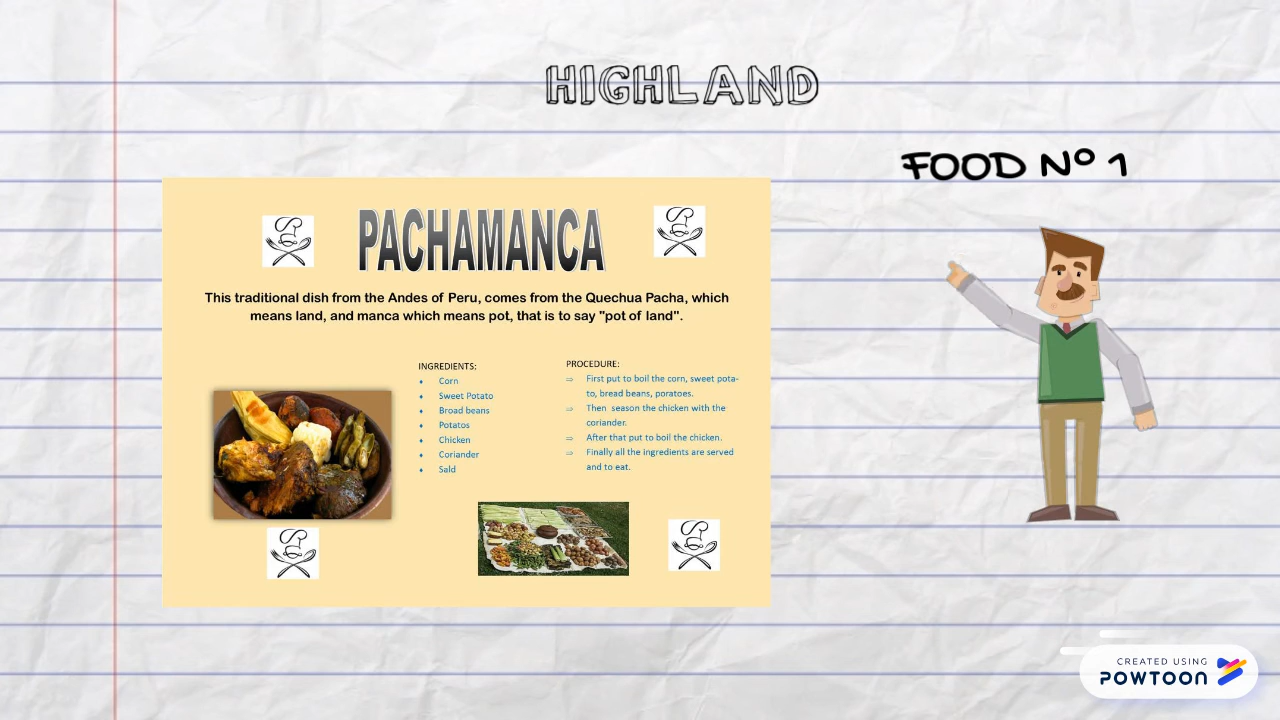 HIGHLAND
FOOD Nº 1
PACHAMANCA
This traditional dish from the Andes of Peru, comes from the Quechua Pacha, which
means land, and manca which means pot, that is to say "pot of land".
INGREDIENTS:
Corn
Sweet Potato
Broad beans
Potatos
Chicken
Coriander
Sald
PROCEDURE:
First put to boil the corn, sweet pota-
to, bread beans, poratoes.
Then season the chicken with the
coriander.
After that put to boil the chicken.
Finally all the ingredients are served
and to eat.
CREATED USING
POWTOON